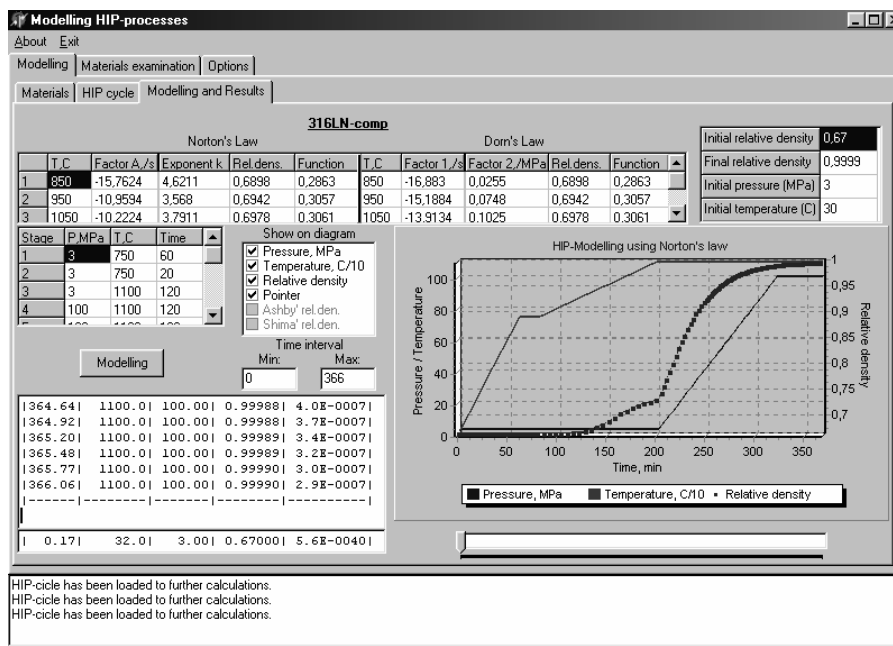 Modelling HIP-processes
About Exit
Modelling Materials examination Options
Materials HIP cycle Modelling and Results
316LN-comp
Norton's Law Dorn's Law
T,C Factor A,/s Exponent k Rel.dens. Function T,C Factor 1,/s Factor 2,/MPa Rel.dens. Function
1 850 -15,7624 4,6211 0,6898 0,2863 850 -16,883 0,0255 0,6898 0,2863
2 950 -10,9594 3,568 0,6942 0,3057 950 -15,1884 0,0748 0,6942 0,3057
3 1050 -10,2224 3,7911 0,6978 0,3061 1050 -13,9134 0,1025 0,6978 0,3061
Initial relative density 0,67
Final relative density 0,9999
Initial pressure (MPa) 3
Initial temperature (C) 30
Stage P,MPa T,C Time
1 3 750 60
2 3 750 20
3 3 1100 120
4 100 1100 120
Show on diagram
Pressure, MPa
Temperature, C/10
Relative density
Pointer
Ashby' rel.den.
Shima' rel.den.
Time interval
Min: Max:
0 366
Modelling
|364.64| 1100.0| 100.00| 0.99988| 4.0E-0007|
|364.92| 1100.0| 100.00| 0.99988| 3.7E-0007|
|365.20| 1100.0| 100.00| 0.99989| 3.4E-0007|
|365.48| 1100.0| 100.00| 0.99989| 3.2E-0007|
|365.77| 1100.0| 100.00| 0.99990| 3.0E-0007|
|366.06| 1100.0| 100.00| 0.99990| 2.9E-0007|
|------|--------|-------|--------|----------|
| 0.17| 32.0| 3.00| 0.67000| 5.6E-0040|
HIP-Modelling using Norton's law
Pressure / Temperature
100
80
60
40
20
0
1
0,95
0,9
0,85
0,8
0,75
0,7
Relative density
0 50 100 150 200 250 300 350
Time, min
Pressure, MPa Temperature, C/10 Relative density
HIP-cicle has been loaded to further calculations.
HIP-cicle has been loaded to further calculations.
HIP-cicle has been loaded to further calculations.